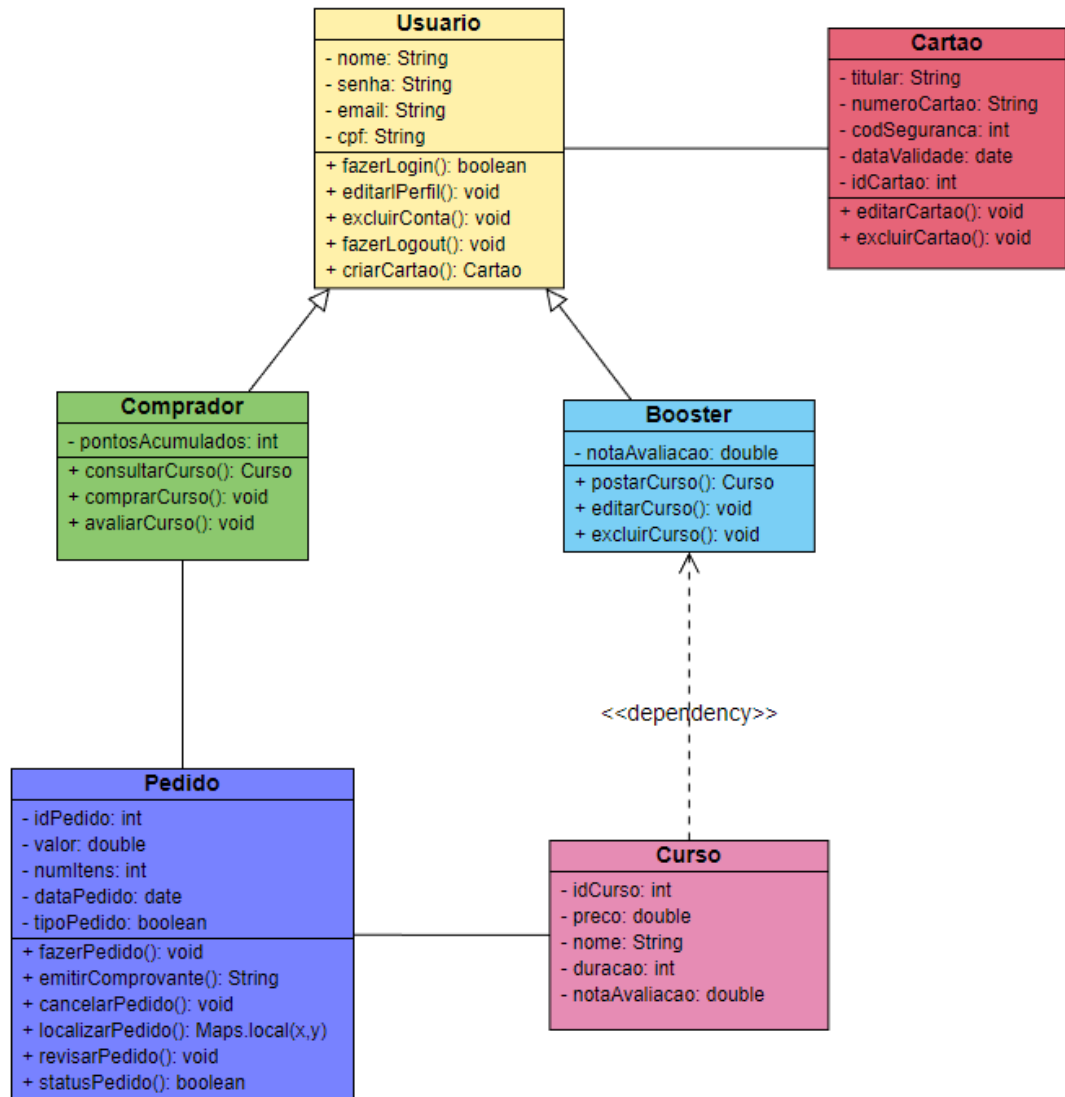 Usuario
- nome: String
- senha: String
- email: String
- cpf: String
+ fazerLogin(): boolean
+ editarlPerfil(): void
+ excluirConta(): void
+ fazerLogout(): void
+ criarCartao(): Cartao
Cartao
- titular: String
- numeroCartao: String
- codSeguranca: int
- dataValidade: date
- idCartao: int
+ editarCartao(): void
+ excluirCartao(): void
Comprador
- pontosAcumulados: int
+ consultarCurso(): Curso
+ comprarCurso(): void
+ avaliarCurso(): void
Booster
- notaAvaliacao: double
+ postarCurso(): Curso
+ editarCurso(): void
+ excluirCurso(): void
<<dependency>>
Pedido
- idPedido: int
- valor: double
- numItens: int
- dataPedido: date
- tipoPedido: boolean
+ fazerPedido(): void
+ emitirComprovante(): String
+ cancelarPedido(): void
+ localizarPedido(): Maps.local(x,y)
+ revisarPedido(): void
+ statusPedido(): boolean
Curso
- idCurso: int
- preco: double
- nome: String
- duracao: int
- notaAvaliacao: double